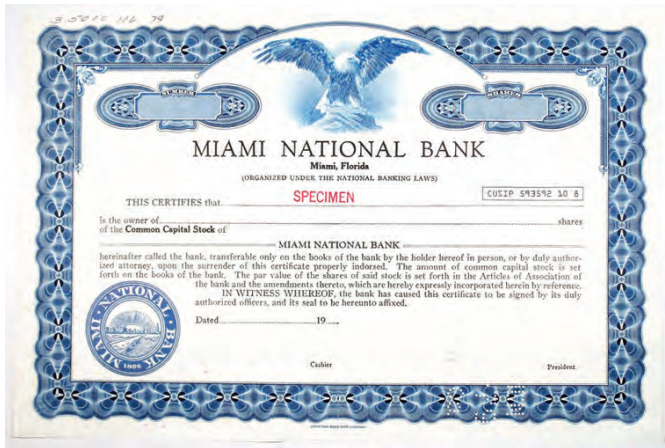 NUMBER
SHARES
MIAMI NATIONAL BANK
Miami, Florida
(ORGANIZED UNDER THE NATIONAL BANKING LAWS)
SPECIMEN
CUSIP 593592 10 8
THIS CERTIFIES that
is the owner of shares
of the Common Capital Stock of
MIAMI NATIONAL BANK
hereinafter called the bank, transferable only on the books of the bank by the holder hereof in person, or by duly author-
ized attorney, upon the surrender of this certificate properly indorsed. The amount of common capital stock is set
forth on the books of the bank. The par value of the shares of said stock is set forth in the Articles of Association of
the bank and the amendments thereto, which are hereby expressly incorporated herein by reference.
IN WITNESS WHEREOF, the bank has caused this certificate to be signed by its duly
authorized officers, and its seal to be hereunto affixed.
MIAMI NATIONAL BANK
Dated 19
Cashier
President